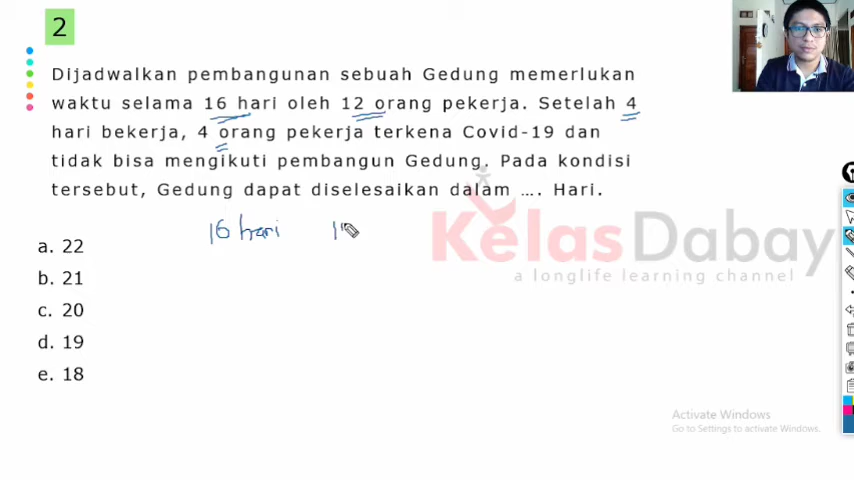 2
Dijadwalkan pembangunan sebuah Gedung memerlukan
waktu selama 16 hari oleh 12 orang pekerja. Setelah 4
hari bekerja, 4 orang pekerja terkena Covid-19 dan
tidak bisa mengikuti pembangun Gedung. Pada kondisi
tersebut, Gedung dapat diselesaikan dalam .... Hari.
16 hari 1
KelasDabay
a longlife learning channel
a. 22
b. 21
c. 20
d. 19
e. 18
Activate Windows
Go to Settings to activate Windows.